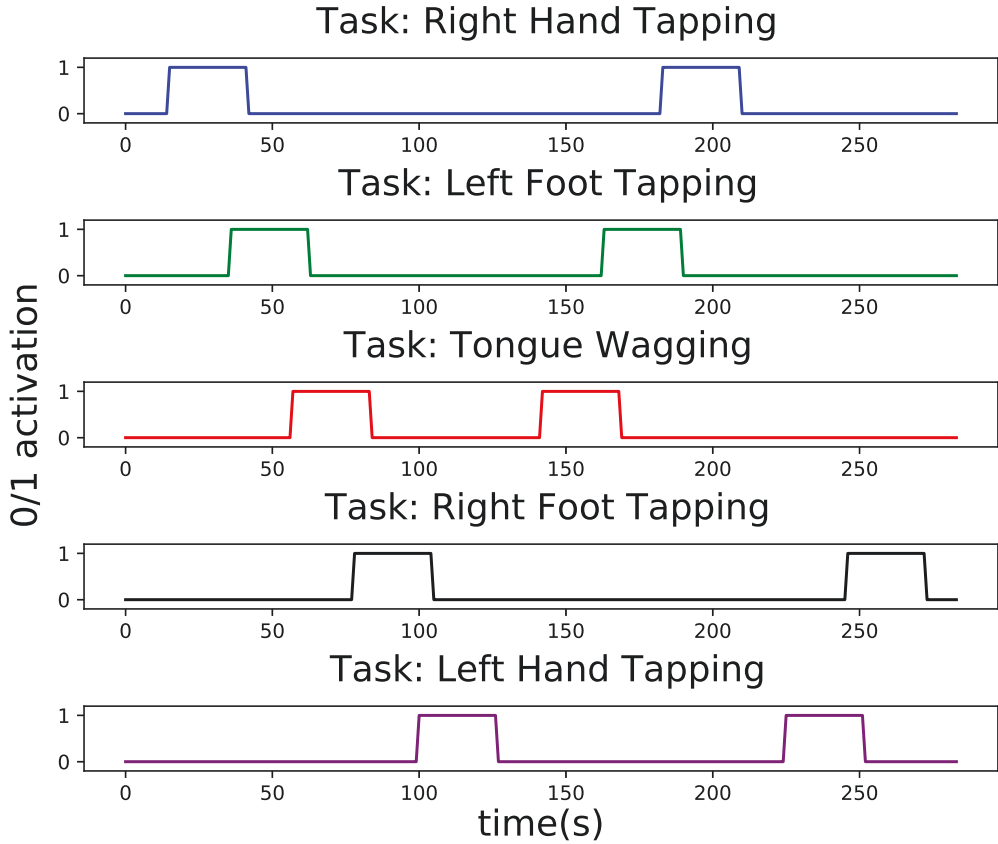 Task: Right Hand Tapping
1
0
0 50 100 150 200 250
Task: Left Foot Tapping
1
0
0 50 100 150 200 250
Task: Tongue Wagging
1
0
0 50 100 150 200 250
Task: Right Foot Tapping
1
0
0 50 100 150 200 250
Task: Left Hand Tapping
1
0
0 50 100 150 200 250
0/1 activation
time(s)